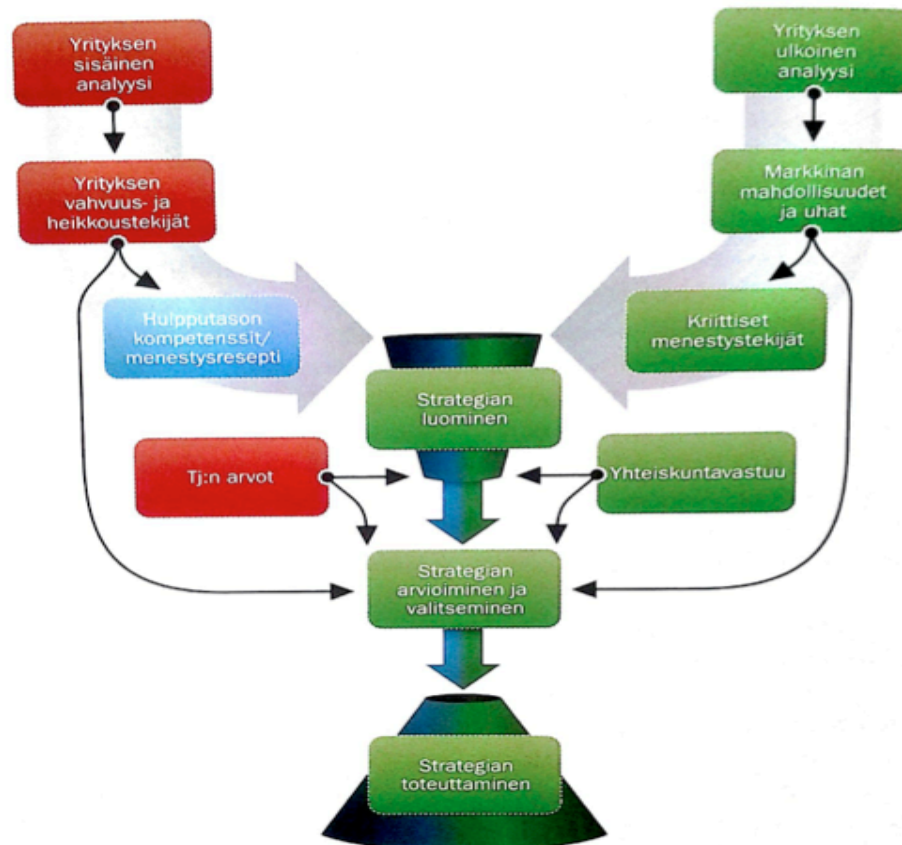 Yrityksen
sisäinen
analyysi
Yrityksen
ulkoinen
analyysi
Yrityksen
vahvuus- ja
heikkoustekijät
Markkinan
mahdollisuudet
ja uhat
Huipputason
kompetenssit/
menestysresepti
Kriittiset
menestystekijät
Strategian
luominen
Tj:n arvot
Yhteiskuntavastuu
Strategian
arvioiminen ja
valitseminen
Strategian
toteuttaminen